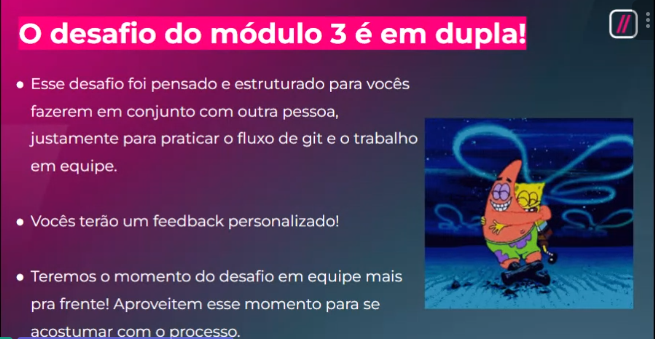 O desafio do módulo 3 é em dupla!
● Esse desafio foi pensado e estruturado para vocês
fazerem em conjunto com outra pessoa,
justamente para praticar o fluxo de git e o trabalho
em equipe.
● Vocês terão um feedback personalizado!
● Teremos o momento do desafio em equipe mais
pra frente! Aproveitem esse momento para se
acostumar com o processo.